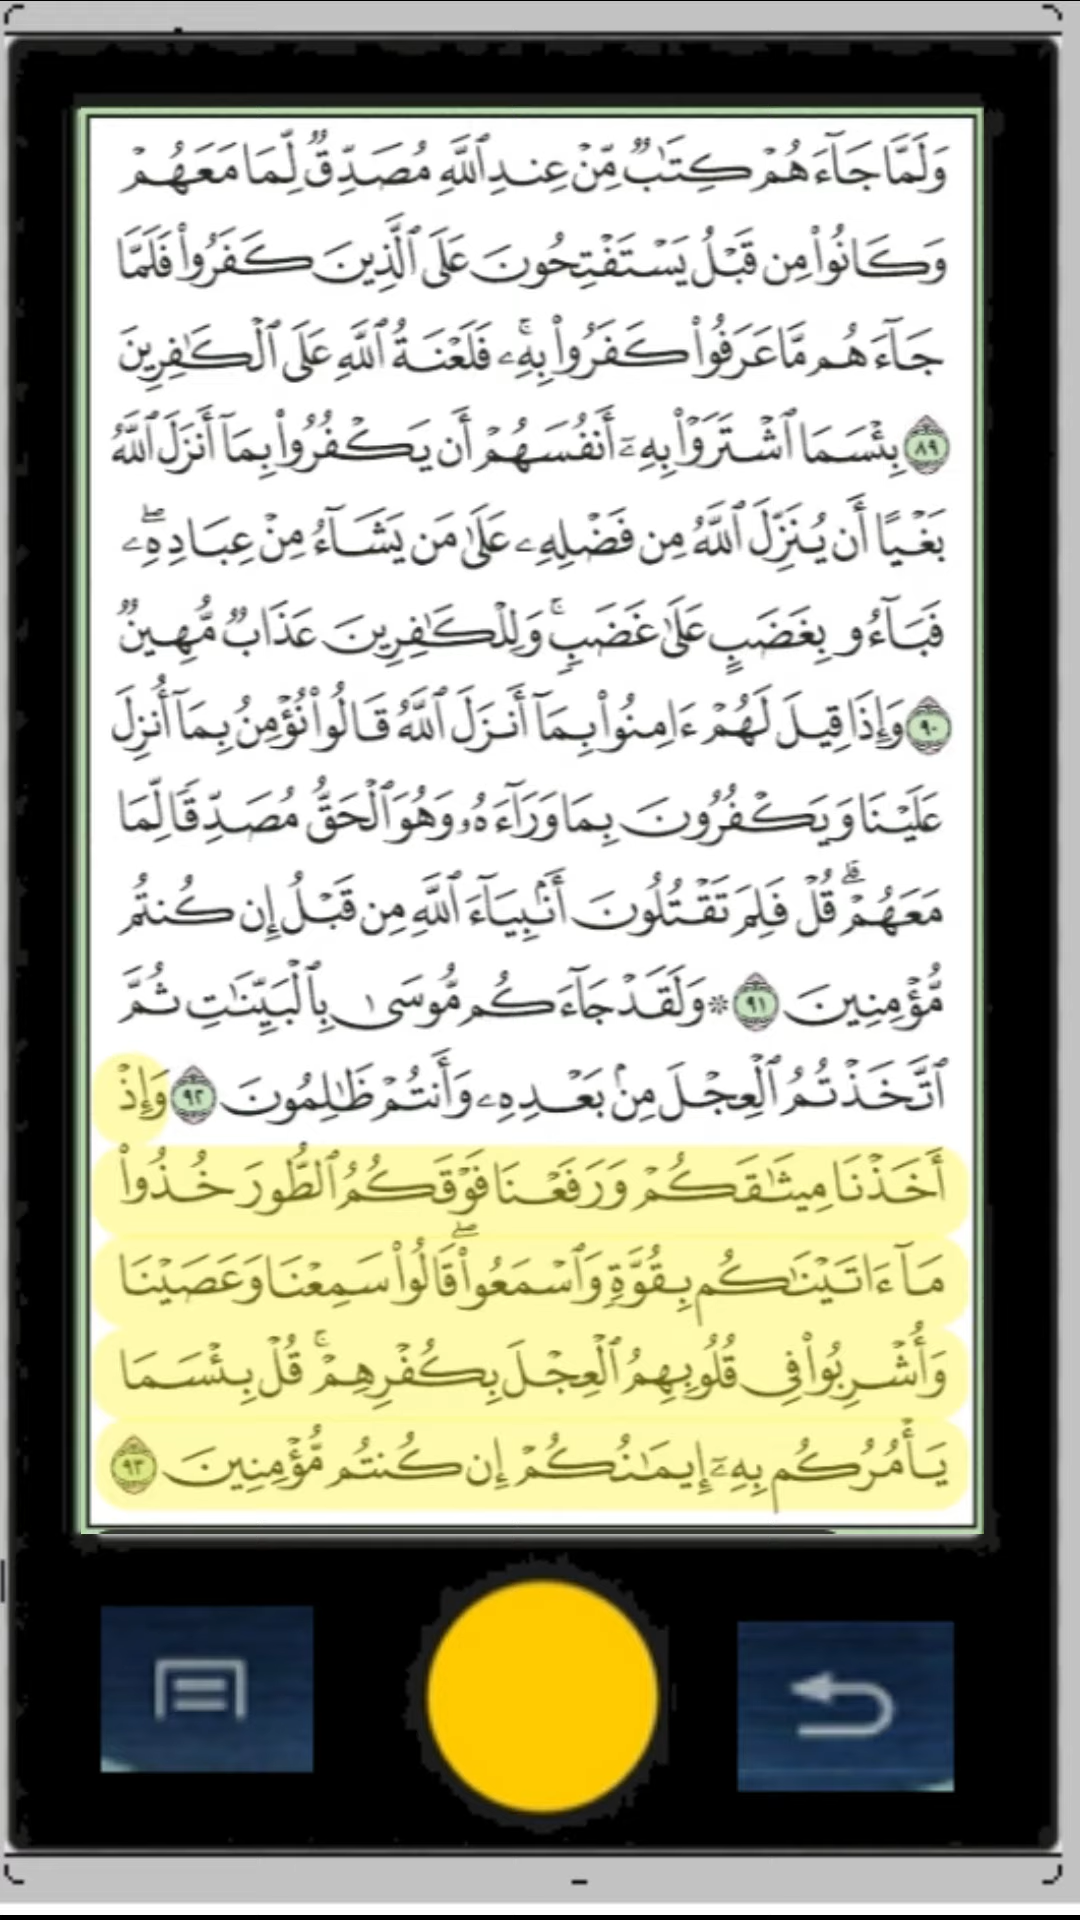 وَلَمَّا جَآءَهُمْ كِتَٰبٌ مِّنْ عِندِ ٱللَّهِ مُصَدِّقٌ لِّمَا مَعَهُمْ
وَكَانُوا۟ مِن قَبْلُ يَسْتَفْتِحُونَ عَلَى ٱلَّذِينَ كَفَرُوا۟ فَلَمَّا
جَآءَهُم مَّا عَرَفُوا۟ كَفَرُوا۟ بِهِۦۚ فَلَعْنَةُ ٱللَّهِ عَلَى ٱلْكَٰفِرِينَ
٨٩ بِئْسَمَا ٱشْتَرَوْا۟ بِهِۦٓ أَنفُسَهُمْ أَن يَكْفُرُوا۟ بِمَآ أَنزَلَ ٱللَّهُ
بَغْيًا أَن يُنَزِّلَ ٱللَّهُ مِن فَضْلِهِۦ عَلَىٰ مَن يَشَآءُ مِنْ عِبَادِهِۦۖ
فَبَآءُو بِغَضَبٍ عَلَىٰ غَضَبٍۚ وَلِلْكَٰفِرِينَ عَذَابٌ مُّهِينٌ
٩٠ وَإِذَا قِيلَ لَهُمْ ءَامِنُوا۟ بِمَآ أَنزَلَ ٱللَّهُ قَالُوا۟ نُؤْمِنُ بِمَآ أُنزِلَ
عَلَيْنَا وَيَكْفُرُونَ بِمَا وَرَآءَهُۥ وَهُوَ ٱلْحَقُّ مُصَدِّقًا لِّمَا
مَعَهُمْۗ قُلْ فَلِمَ تَقْتُلُونَ أَنۢبِيَآءَ ٱللَّهِ مِن قَبْلُ إِن كُنتُم
مُّؤْمِنِينَ ٩١ ۞ وَلَقَدْ جَآءَكُم مُّوسَىٰ بِٱلْبَيِّنَٰتِ ثُمَّ
ٱتَّخَذْتُمُ ٱلْعِجْلَ مِنۢ بَعْدِهِۦ وَأَنتُمْ ظَٰلِمُونَ ٩٢ وَإِذْ
أَخَذْنَا مِيثَٰقَكُمْ وَرَفَعْنَا فَوْقَكُمُ ٱلطُّورَ خُذُوا۟
مَآ ءَاتَيْنَٰكُم بِقُوَّةٍ وَٱسْمَعُوا۟ۖ قَالُوا۟ سَمِعْنَا وَعَصَيْنَا
وَأُشْرِبُوا۟ فِى قُلُوبِهِمُ ٱلْعِجْلَ بِكُفْرِهِمْۚ قُلْ بِئْسَمَا
يَأْمُرُكُم بِهِۦٓ إِيمَٰنُكُمْ إِن كُنتُم مُّؤْمِنِينَ ٩٣